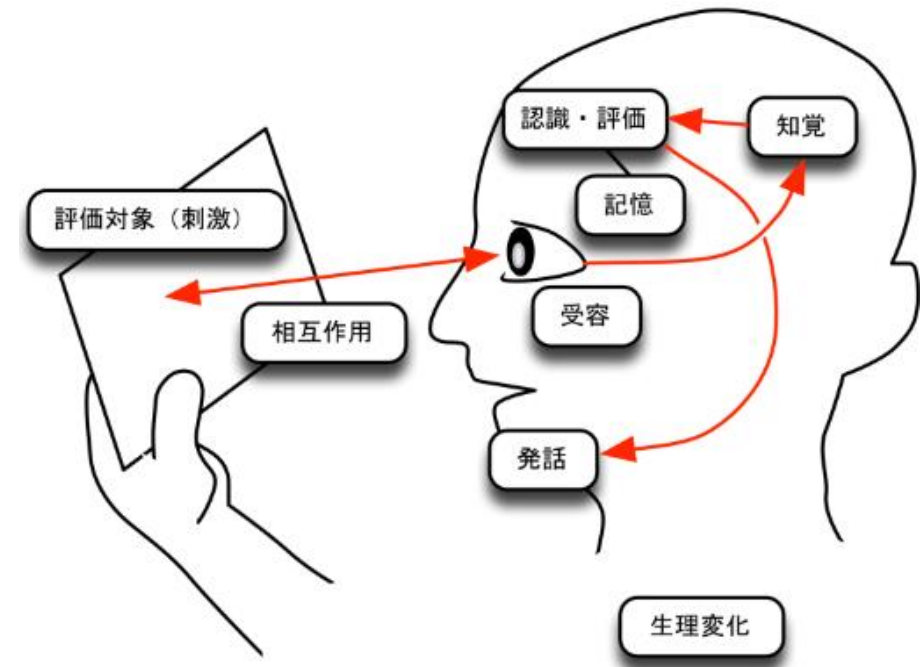 認識・評価
知覚
記憶
評価対象（刺激）
相互作用
受容
発話
生理変化